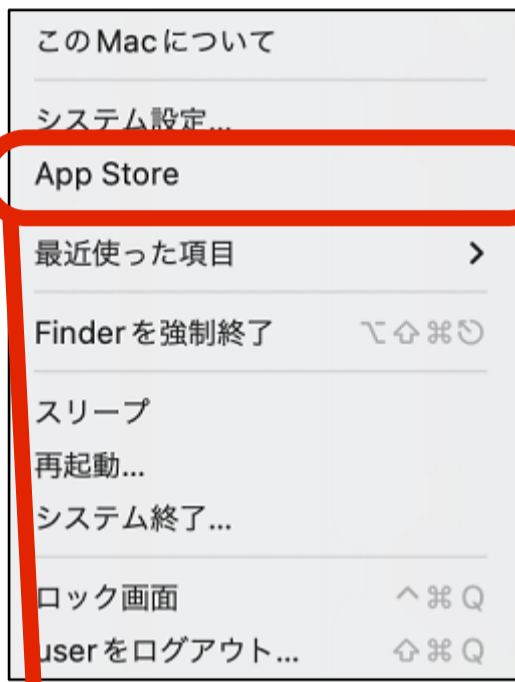 このMacについて
システム設定...
App Store
最近使った項目 >
Finderを強制終了 ⌥⇧⌘⎋
スリープ
再起動...
システム終了...
ロック画面 ^⌘Q
userをログアウト... ⇧⌘Q